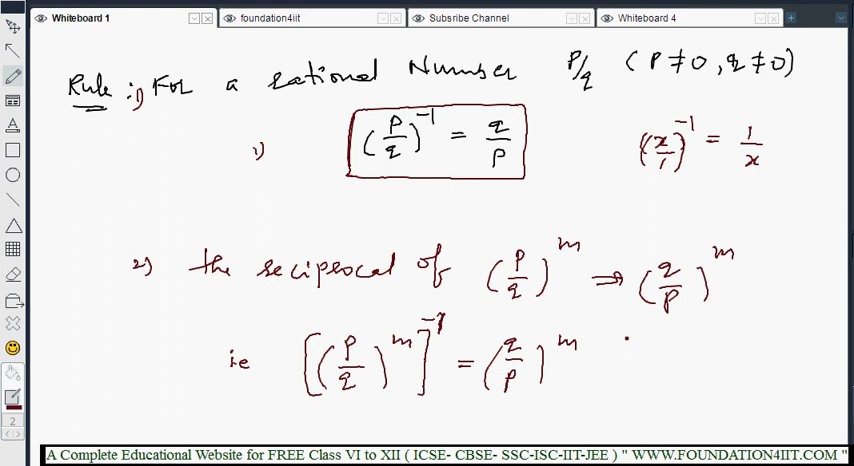 Whiteboard 1 foundation4iit Subsribe Channel Whiteboard 4
Rule :1) For a rational Number P/q ( P ≠ 0 , q ≠ 0 )
1) (p/q)^-1 = q/p (x/1)^-1 = 1/x
2) the reciprocal of (p/q)^m ⇒ (q/p)^m
ie [(p/q)^m]^-1 = (q/p)^m
2
A Complete Educational Website for FREE Class VI to XII ( ICSE- CBSE- SSC-ISC-IIT-JEE ) " WWW.FOUNDATION4IIT.COM "